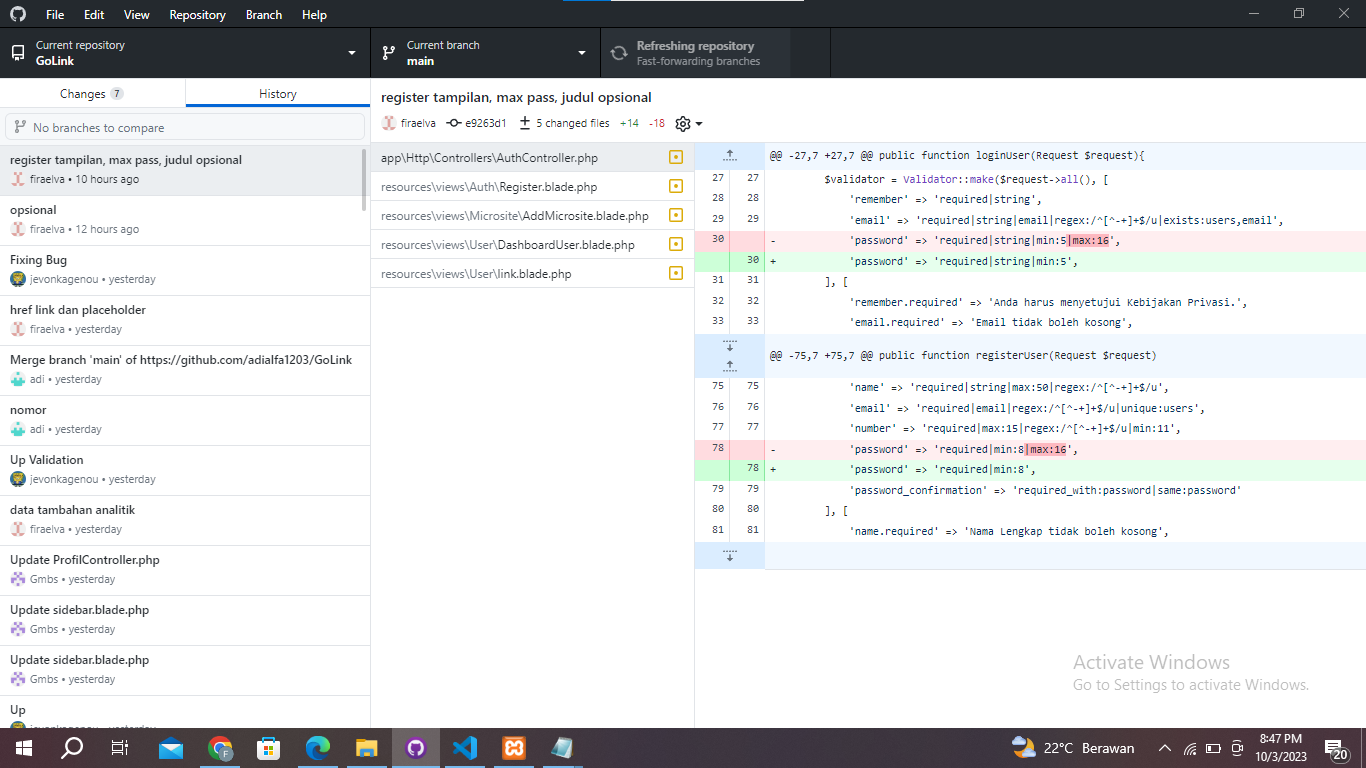 File Edit View Repository Branch Help
Current repository
GoLink
Current branch
main
Refreshing repository
Fast-forwarding branches
Changes 7
History
No branches to compare
register tampilan, max pass, judul opsional
firaelva • 10 hours ago
opsional
firaelva • 12 hours ago
Fixing Bug
jevonkagenou • yesterday
href link dan placeholder
firaelva • yesterday
Merge branch 'main' of https://github.com/adialfa1203/GoLink
adi • yesterday
nomor
adi • yesterday
Up Validation
jevonkagenou • yesterday
data tambahan analitik
firaelva • yesterday
Update ProfilController.php
Gmbs • yesterday
Update sidebar.blade.php
Gmbs • yesterday
Update sidebar.blade.php
Gmbs • yesterday
Up
jevonkagenou • yesterday
register tampilan, max pass, judul opsional
firaelva e9263d1 5 changed files +14 -18
app\Http\Controllers\AuthController.php
resources\views\Auth\Register.blade.php
resources\views\Microsite\AddMicrosite.blade.php
resources\views\User\DashboardUser.blade.php
resources\views\User\link.blade.php
@@ -27,7 +27,7 @@ public function loginUser(Request $request){
27 27 $validator = Validator::make($request->all(), [
28 28 'remember' => 'required|string',
29 29 'email' => 'required|string|email|regex:/^[^-+]+$/u|exists:users,email',
30 - 'password' => 'required|string|min:5|max:16',
30 + 'password' => 'required|string|min:5',
31 31 ], [
32 32 'remember.required' => 'Anda harus menyetujui Kebijakan Privasi.',
33 33 'email.required' => 'Email tidak boleh kosong',
@@ -75,7 +75,7 @@ public function registerUser(Request $request)
75 75 'name' => 'required|string|max:50|regex:/^[^-+]+$/u',
76 76 'email' => 'required|email|regex:/^[^-+]+$/u|unique:users',
77 77 'number' => 'required|max:15|regex:/^[^-+]+$/u|min:11',
78 - 'password' => 'required|min:8|max:16',
78 + 'password' => 'required|min:8',
79 79 'password_confirmation' => 'required_with:password|same:password'
80 80 ], [
81 81 'name.required' => 'Nama Lengkap tidak boleh kosong',
Activate Windows
Go to Settings to activate Windows.
F
22°C Berawan
8:47 PM
10/3/2023
20